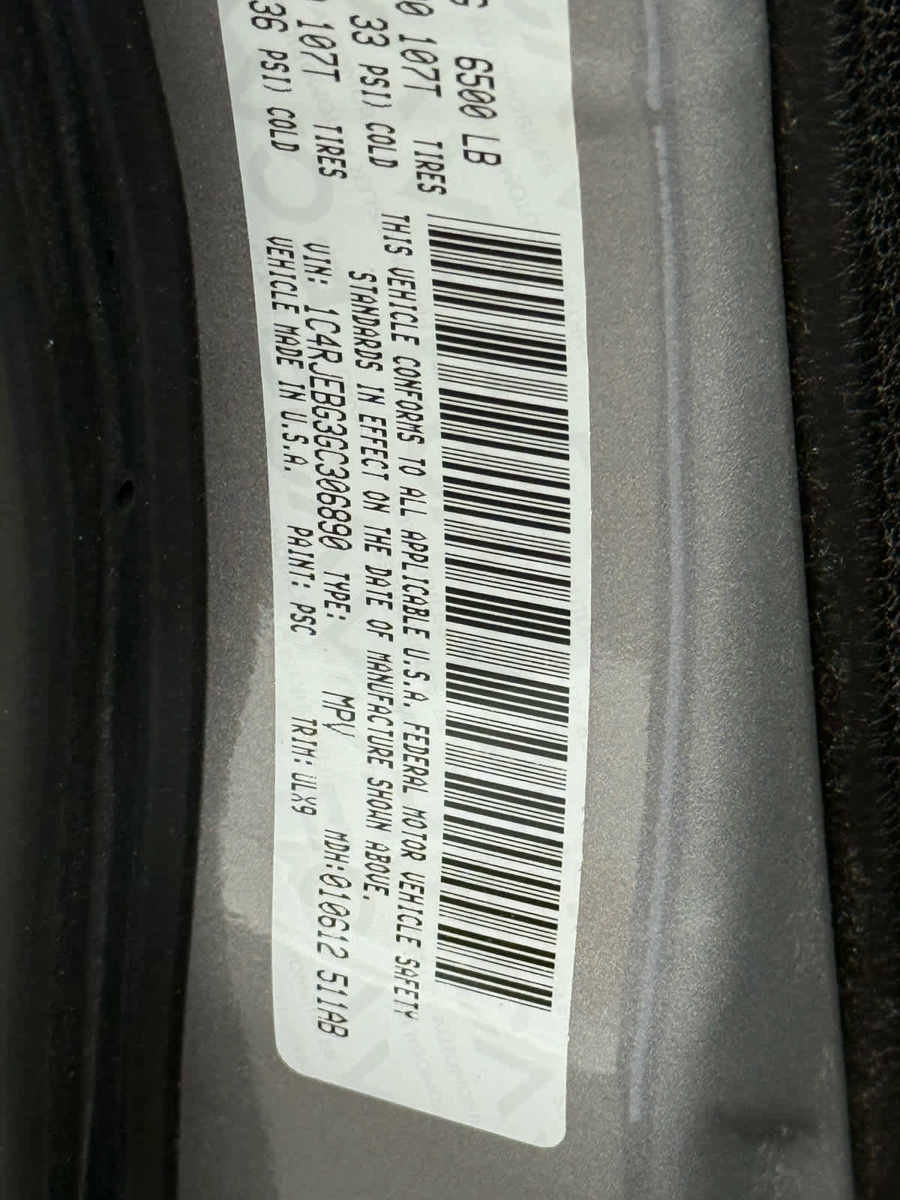 6500 LB
107T TIRES
33 PSI) COLD
107T TIRES
36 PSI) COLD
THIS VEHICLE CONFORMS TO ALL APPLICABLE U.S.A. FEDERAL MOTOR VEHICLE SAFETY
STANDARDS IN EFFECT ON THE DATE OF MANUFACTURE SHOWN ABOVE.
VIN: 1C4RJEBG3GC306890 TYPE: MPV MDH:010612 511AB
VEHICLE MADE IN U.S.A. PAINT: PSC TRIM: ULX9